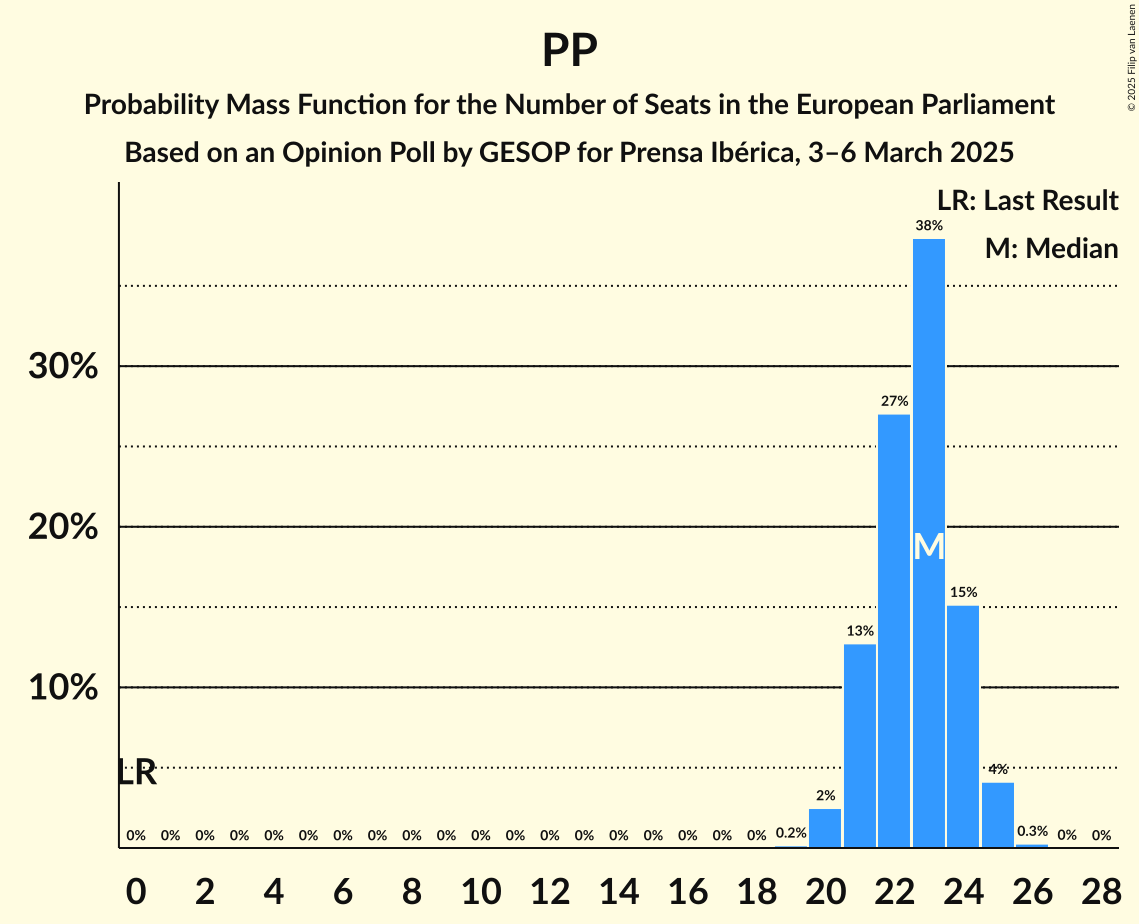 PP
Probability Mass Function for the Number of Seats in the European Parliament
Based on an Opinion Poll by GESOP for Prensa Ibérica, 3–6 March 2025
© 2025 Filip van Laenen
LR: Last Result
M: Median
30%
20%
10%
LR
M
0% 0% 0% 0% 0% 0% 0% 0% 0% 0% 0% 0% 0% 0% 0% 0% 0% 0% 0% 0.2% 2% 13% 27% 38% 15% 4% 0.3% 0% 0%
0 2 4 6 8 10 12 14 16 18 20 22 24 26 28